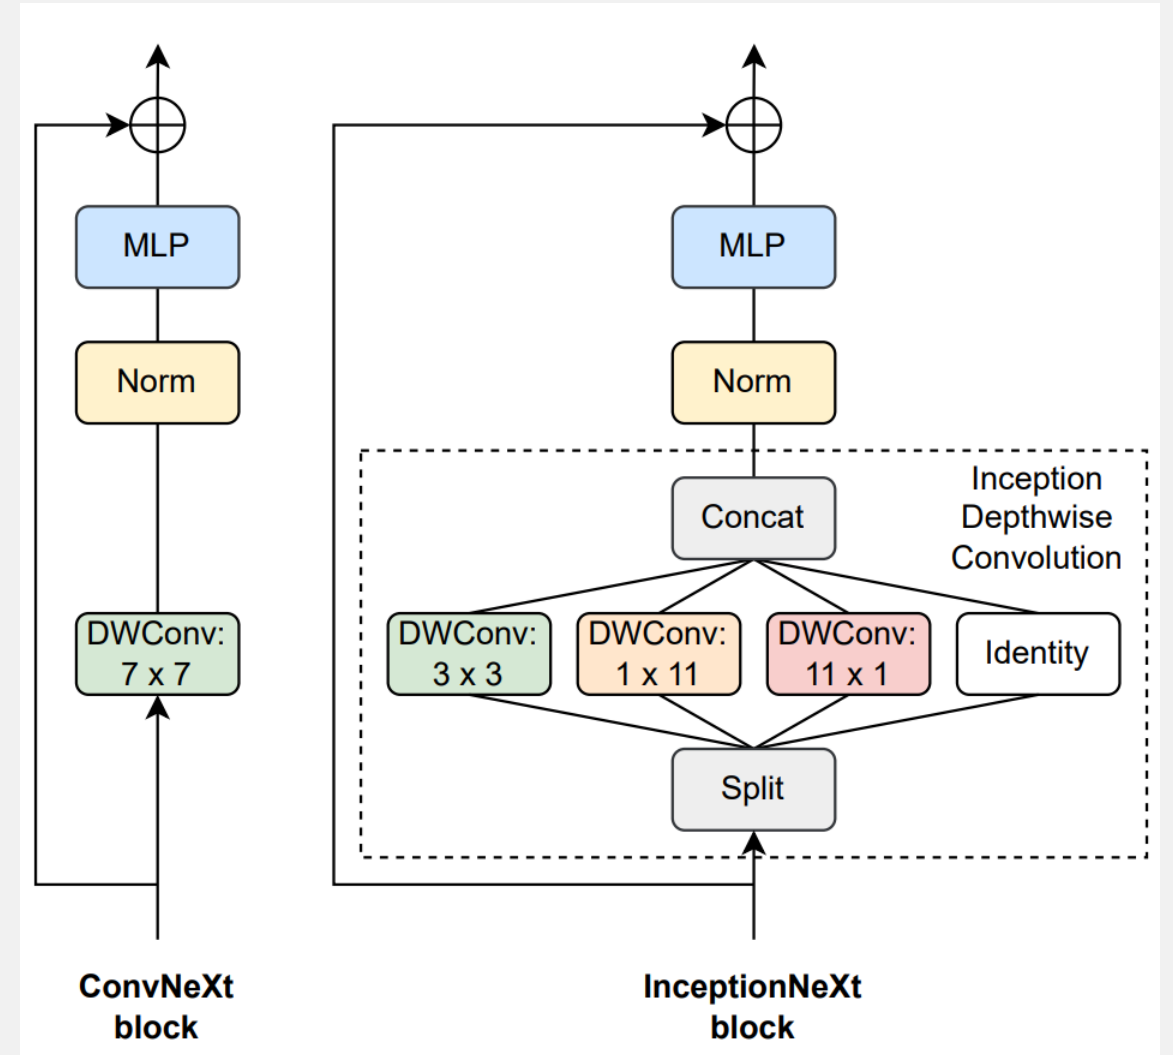 MLP
Norm
DWConv:
7 x 7
ConvNeXt
block
MLP
Norm
Concat
Inception
Depthwise
Convolution
DWConv:
3 x 3
DWConv:
1 x 11
DWConv:
11 x 1
Identity
Split
InceptionNeXt
block